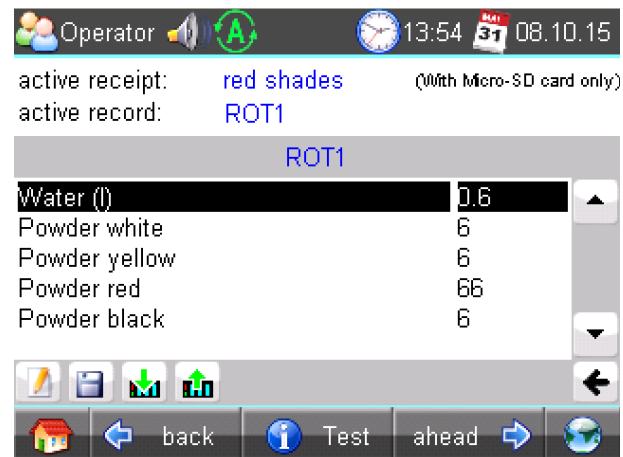 Operator A 13:54 MAI 31 08.10.15
active receipt: red shades (With Micro-SD card only)
active record: ROT1
ROT1
Water (l) 0.6
Powder white 6
Powder yellow 6
Powder red 66
Powder black 6
back i Test ahead